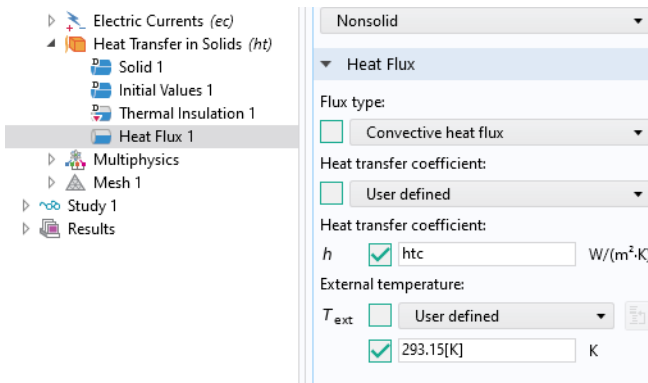 Electric Currents (ec)
Heat Transfer in Solids (ht)
Solid 1
Initial Values 1
Thermal Insulation 1
Heat Flux 1
Multiphysics
Mesh 1
Study 1
Results
Nonsolid
Heat Flux
Flux type:
Convective heat flux
Heat transfer coefficient:
User defined
Heat transfer coefficient:
h htc W/(m²·K)
External temperature:
T ext User defined
293.15[K] K